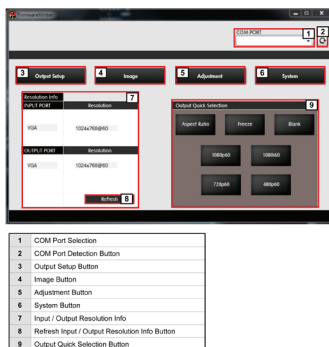 COM PORT
1
2
3 Output Setup
4 Image
5 Adjustment
6 System
Resolution Info
7
INPUT PORT Resolution
VGA 1024x768@60
OUTPUT PORT Resolution
VGA 1024x768@60
Refresh 8
Output Quick Selection
9
Aspect Ratio Freeze Blank
1080p60 1080i60
720p60 480p60
1 COM Port Selection
2 COM Port Detection Button
3 Output Setup Button
4 Image Button
5 Adjustment Button
6 System Button
7 Input / Output Resolution Info
8 Refresh Input / Output Resolution Info Button
9 Output Quick Selection Button